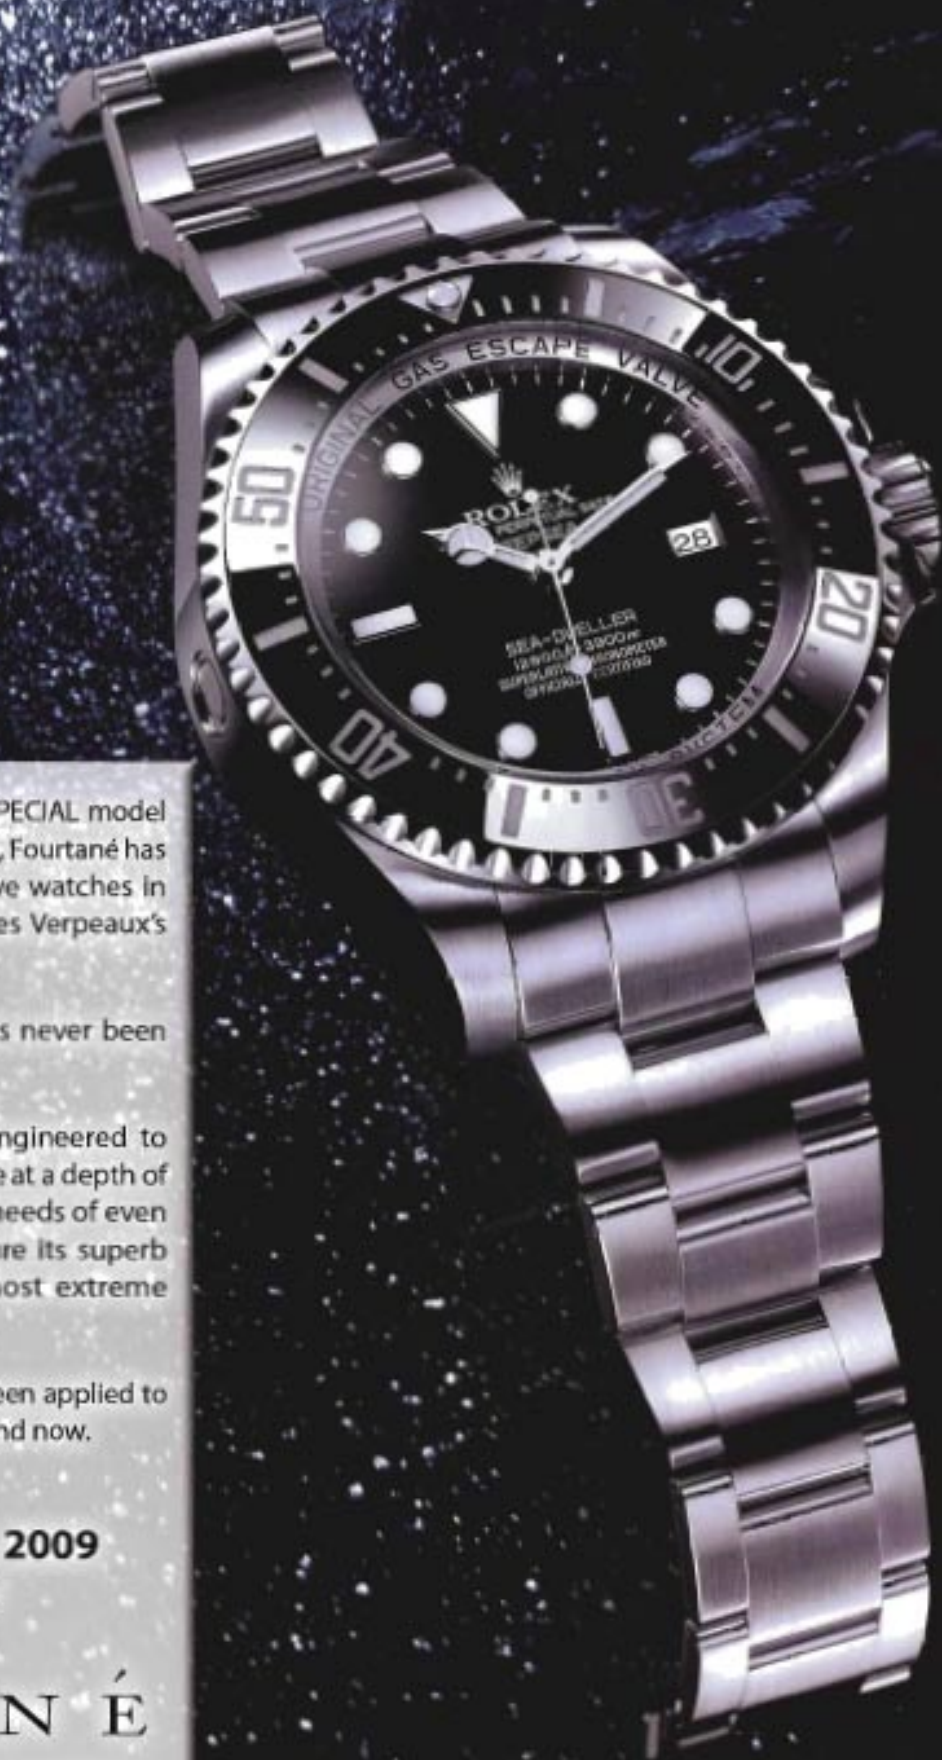 10
20
30
40
50
ORIGINAL GAS ESCAPE VALVE
ROLEX
28
SEA-DWELLER
PECIAL model
, Fourtané has
ve watches in
es Verpeaux's
s never been
ngineered to
e at a depth of
needs of even
re its superb
ost extreme
een applied to
nd now.
2009
N É